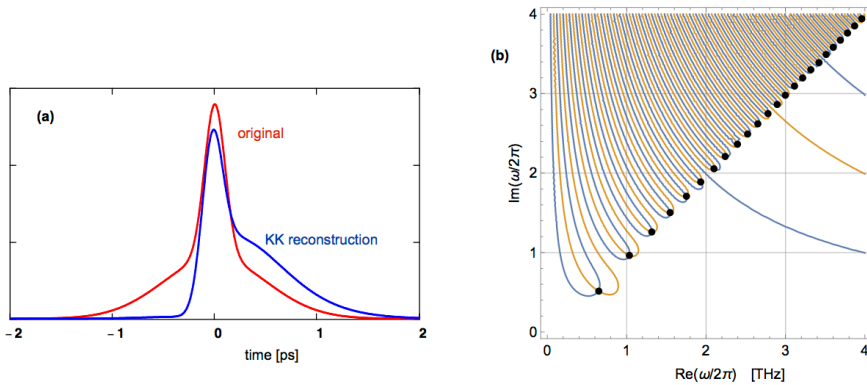 (a)
original
KK reconstruction
−2
−1
0
1
2
time [ps]
(b)
4
3
2
1
0
Im(ω/2π)
0
1
2
3
4
Re(ω/2π) [THz]